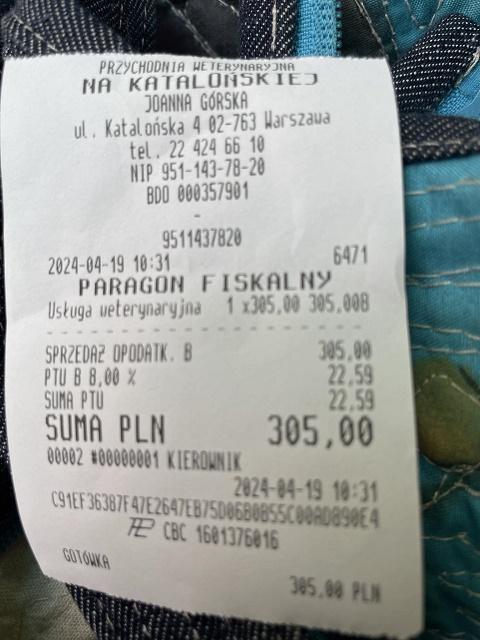 PRZYCHODNIA WETERYNARYJNA
NA KATALOŃSKIEJ
JOANNA GÓRSKA
ul. Katalońska 4 02-763 Warszawa
tel. 22 424 66 10
NIP 951-143-78-20
BDO 000357901
-
9511437820
2024-04-19 10:31 6471
PARAGON FISKALNY
Usługa weterynaryjna 1 x305,00 305,00B
SPRZEDAŻ OPODATK. B 305,00
PTU B 8,00 % 22,59
SUMA PTU 22,59
SUMA PLN 305,00
00002 #00000001 KIEROWNIK
2024-04-19 10:31
C91EF36387F47E2647EB75D06B0B55C00AD890E4
CBC 1601376016
GOTÓWKA 305,00 PLN